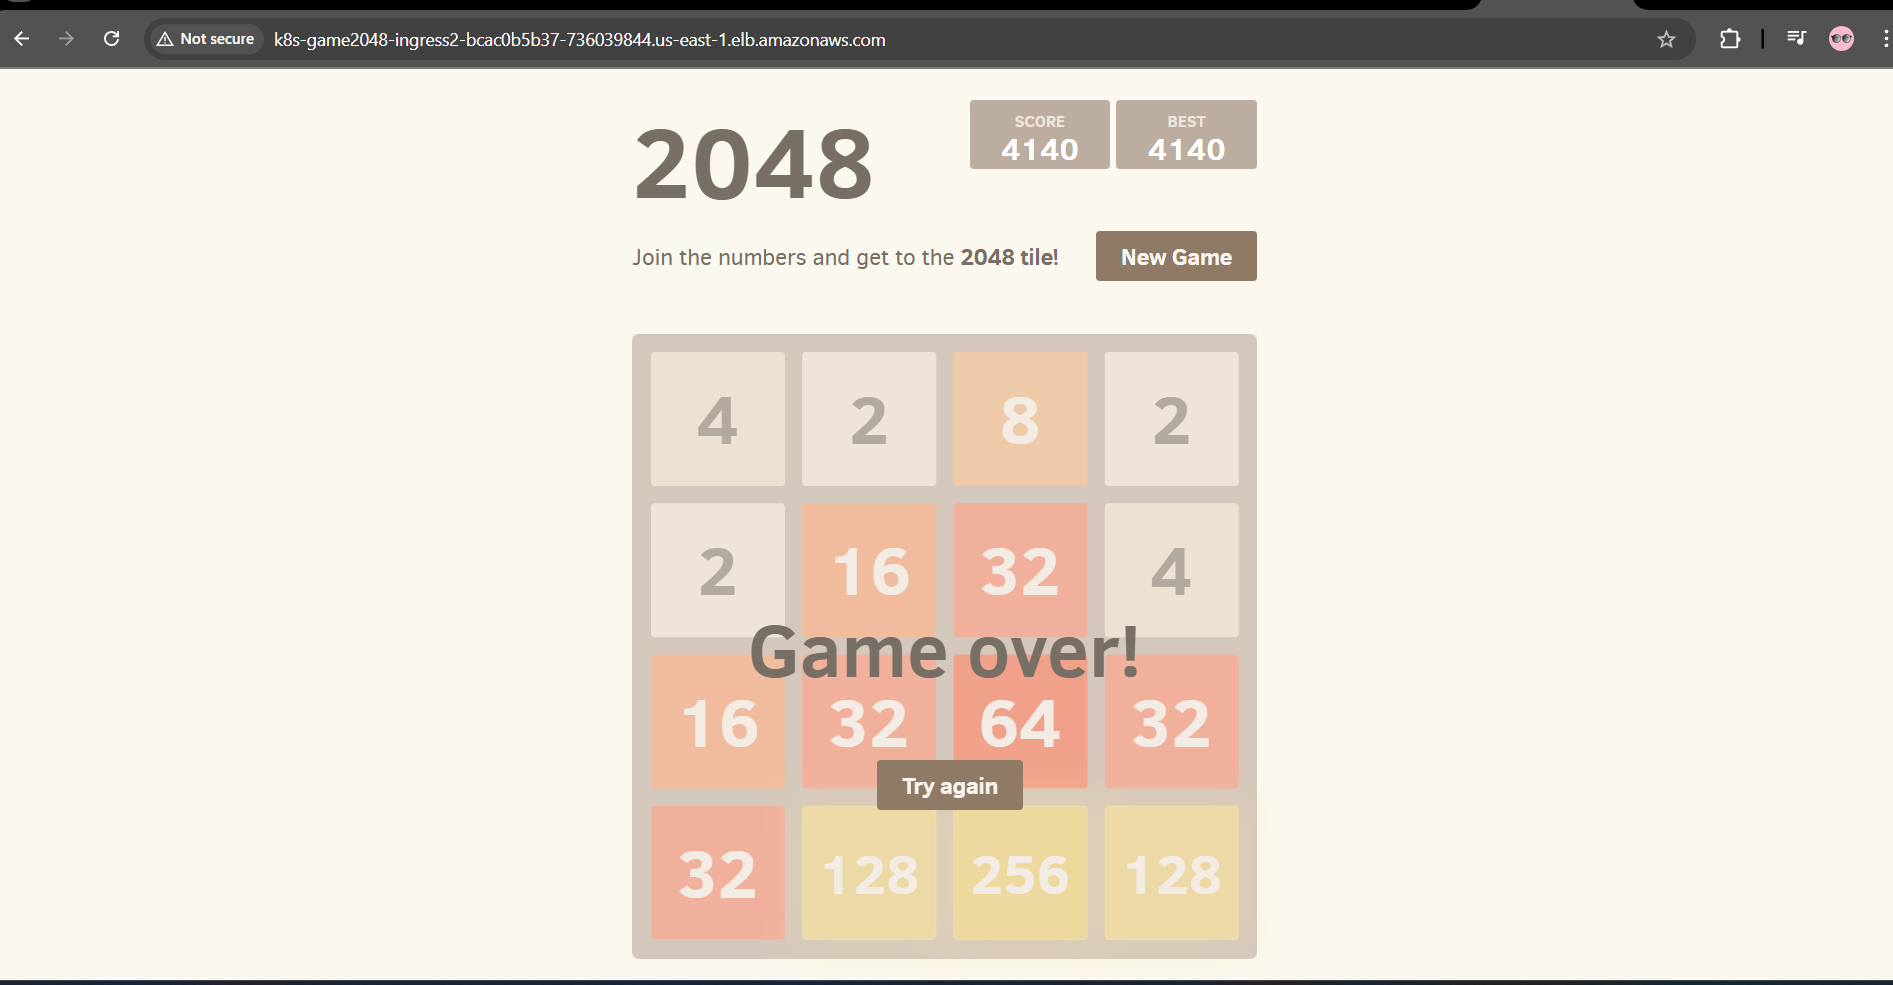 Not secure k8s-game2048-ingress2-bcac0b5b37-736039844.us-east-1.elb.amazonaws.com
2048
SCORE
4140
BEST
4140
Join the numbers and get to the 2048 tile!
New Game
4 2 8 2
2 16 32 4
Game over!
16 32 64 32
Try again
32 128 256 128